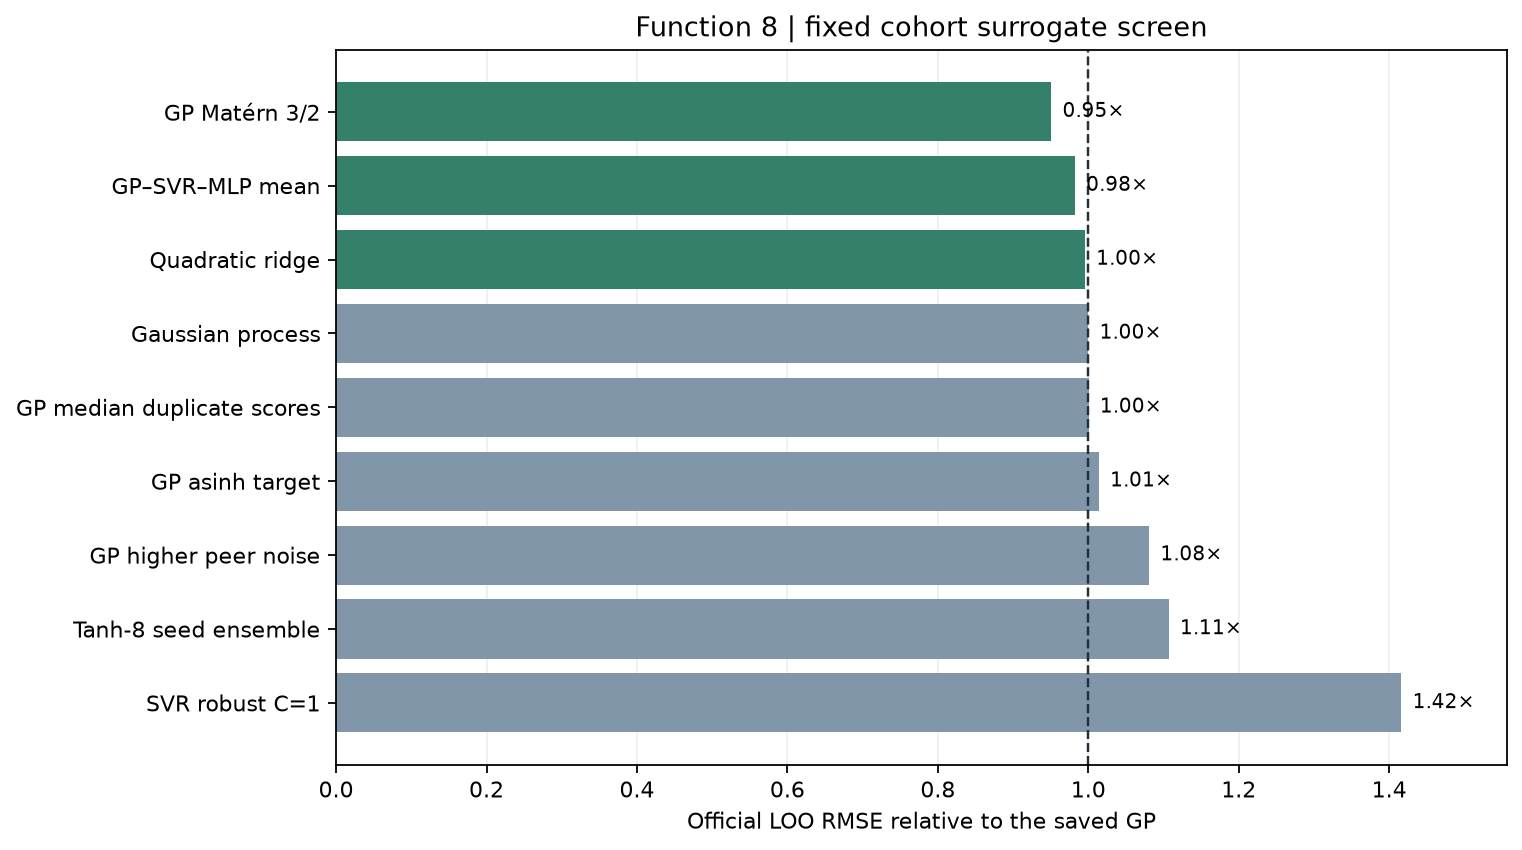 Function 8 | fixed cohort surrogate screen
GP Matérn 3/2
0.95×
GP–SVR–MLP mean
0.98×
Quadratic ridge
1.00×
Gaussian process
1.00×
GP median duplicate scores
1.00×
GP asinh target
1.01×
GP higher peer noise
1.08×
Tanh-8 seed ensemble
1.11×
SVR robust C=1
1.42×
0.0 0.2 0.4 0.6 0.8 1.0 1.2 1.4
Official LOO RMSE relative to the saved GP